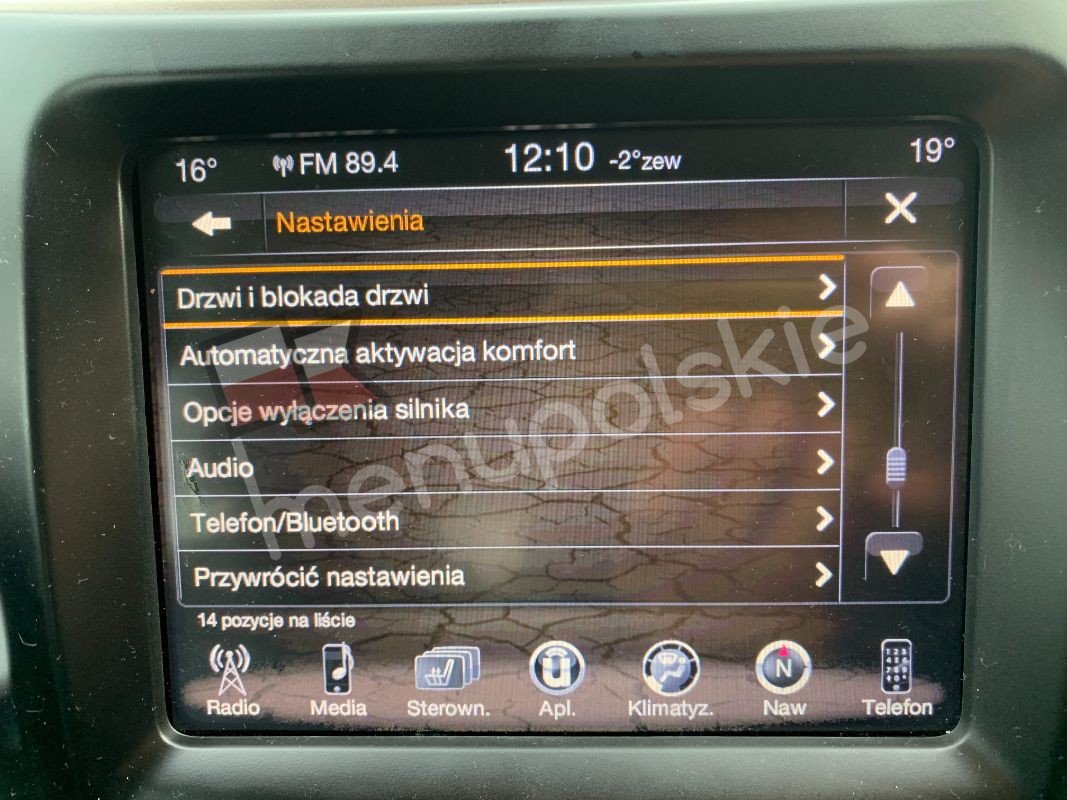 16° FM 89.4 12:10 -2°zew 19°
Nastawienia
Drzwi i blokada drzwi
Automatyczna aktywacja komfort
Opcje wyłączenia silnika
Audio
Telefon/Bluetooth
Przywrócić nastawienia
14 pozycje na liście
Radio Media Sterown. Apl. Klimatyz. Naw Telefon
N
menupolskie